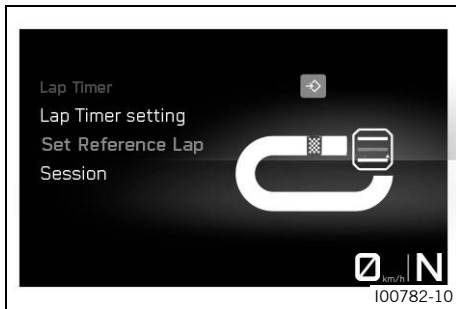 Lap Timer
Lap Timer setting
Set Reference Lap
Session
0 km/h N
I00782-10